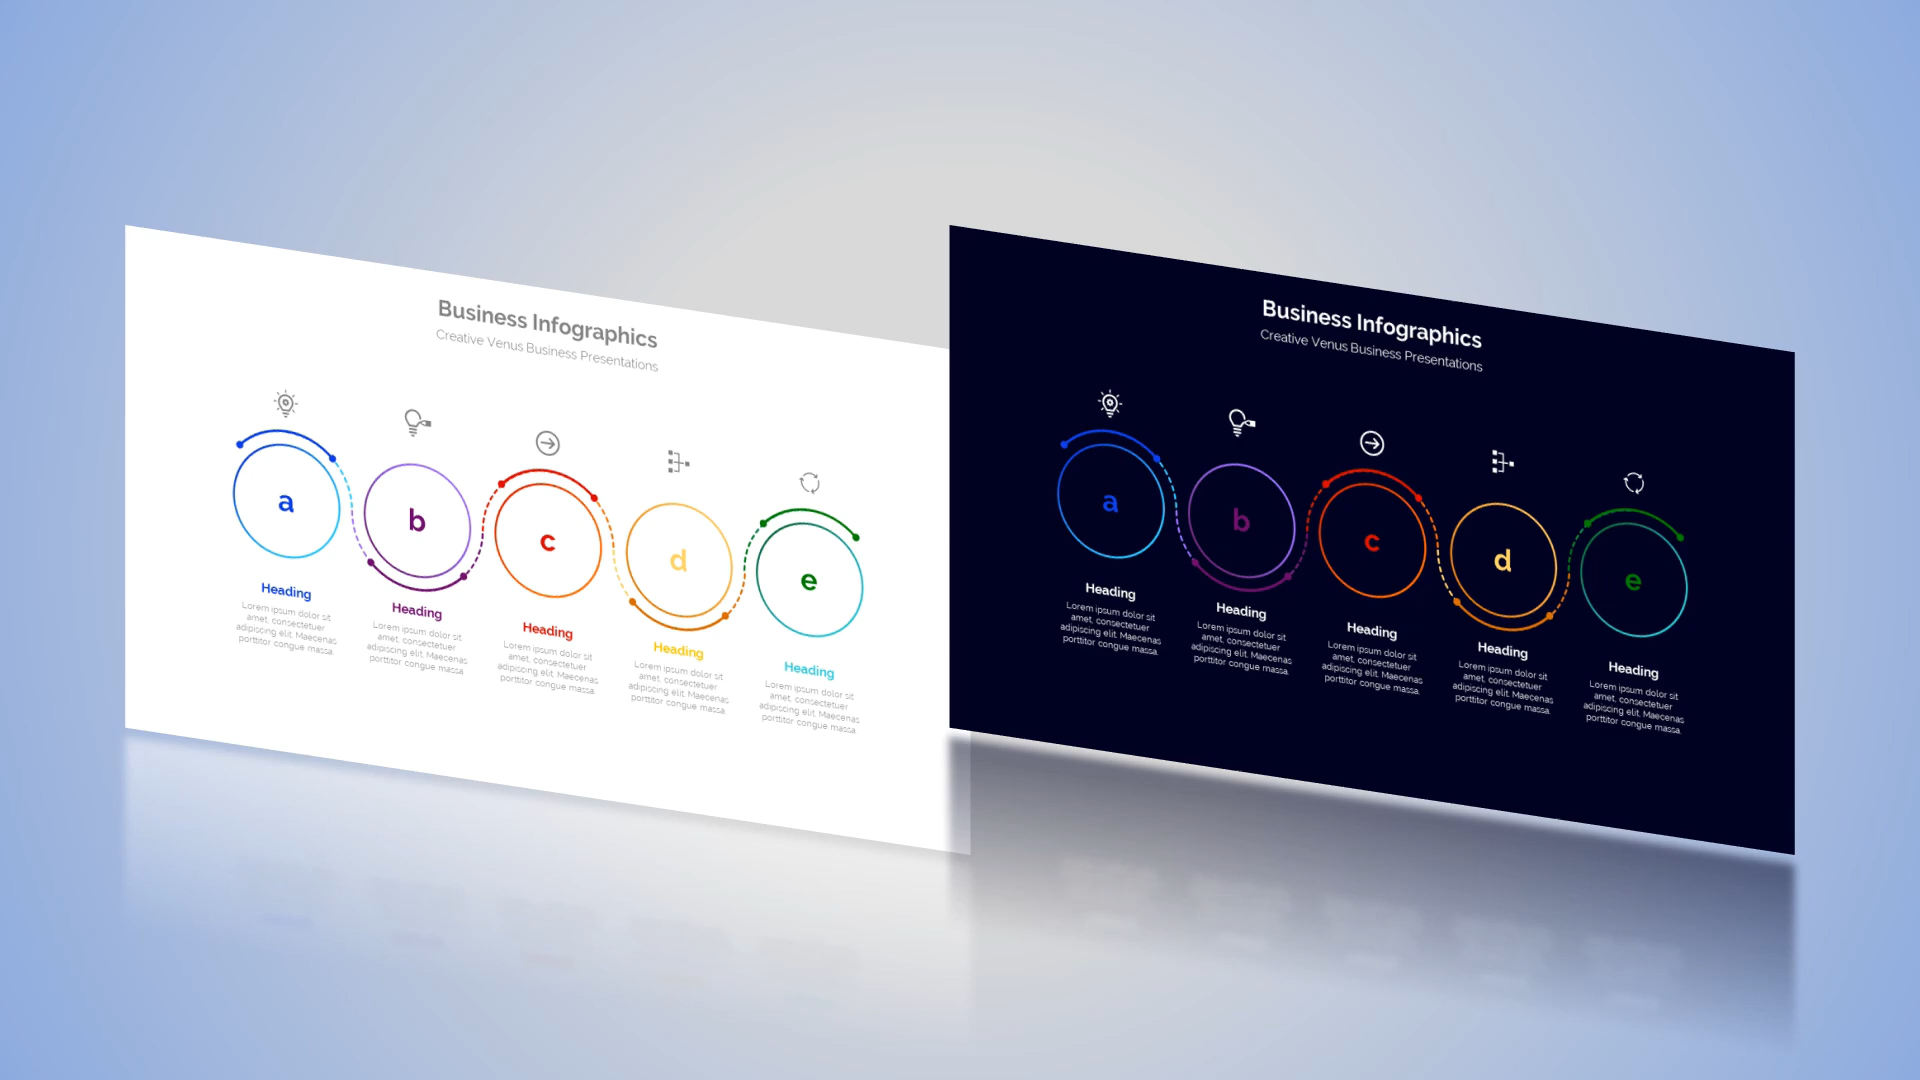 Business Infographics
Creative Venus Business Presentations
a
b
c
d
e
Heading
Lorem ipsum dolor sit
amet, consectetuer
adipiscing elit. Maecenas
porttitor congue massa.
Heading
Lorem ipsum dolor sit
amet, consectetuer
adipiscing elit. Maecenas
porttitor congue massa.
Heading
Lorem ipsum dolor sit
amet, consectetuer
adipiscing elit. Maecenas
porttitor congue massa.
Heading
Lorem ipsum dolor sit
amet, consectetuer
adipiscing elit. Maecenas
porttitor congue massa.
Heading
Lorem ipsum dolor sit
amet, consectetuer
adipiscing elit. Maecenas
porttitor congue massa.
Business Infographics
Creative Venus Business Presentations
a
b
c
d
e
Heading
Lorem ipsum dolor sit
amet, consectetuer
adipiscing elit. Maecenas
porttitor congue massa.
Heading
Lorem ipsum dolor sit
amet, consectetuer
adipiscing elit. Maecenas
porttitor congue massa.
Heading
Lorem ipsum dolor sit
amet, consectetuer
adipiscing elit. Maecenas
porttitor congue massa.
Heading
Lorem ipsum dolor sit
amet, consectetuer
adipiscing elit. Maecenas
porttitor congue massa.
Heading
Lorem ipsum dolor sit
amet, consectetuer
adipiscing elit. Maecenas
porttitor congue massa.